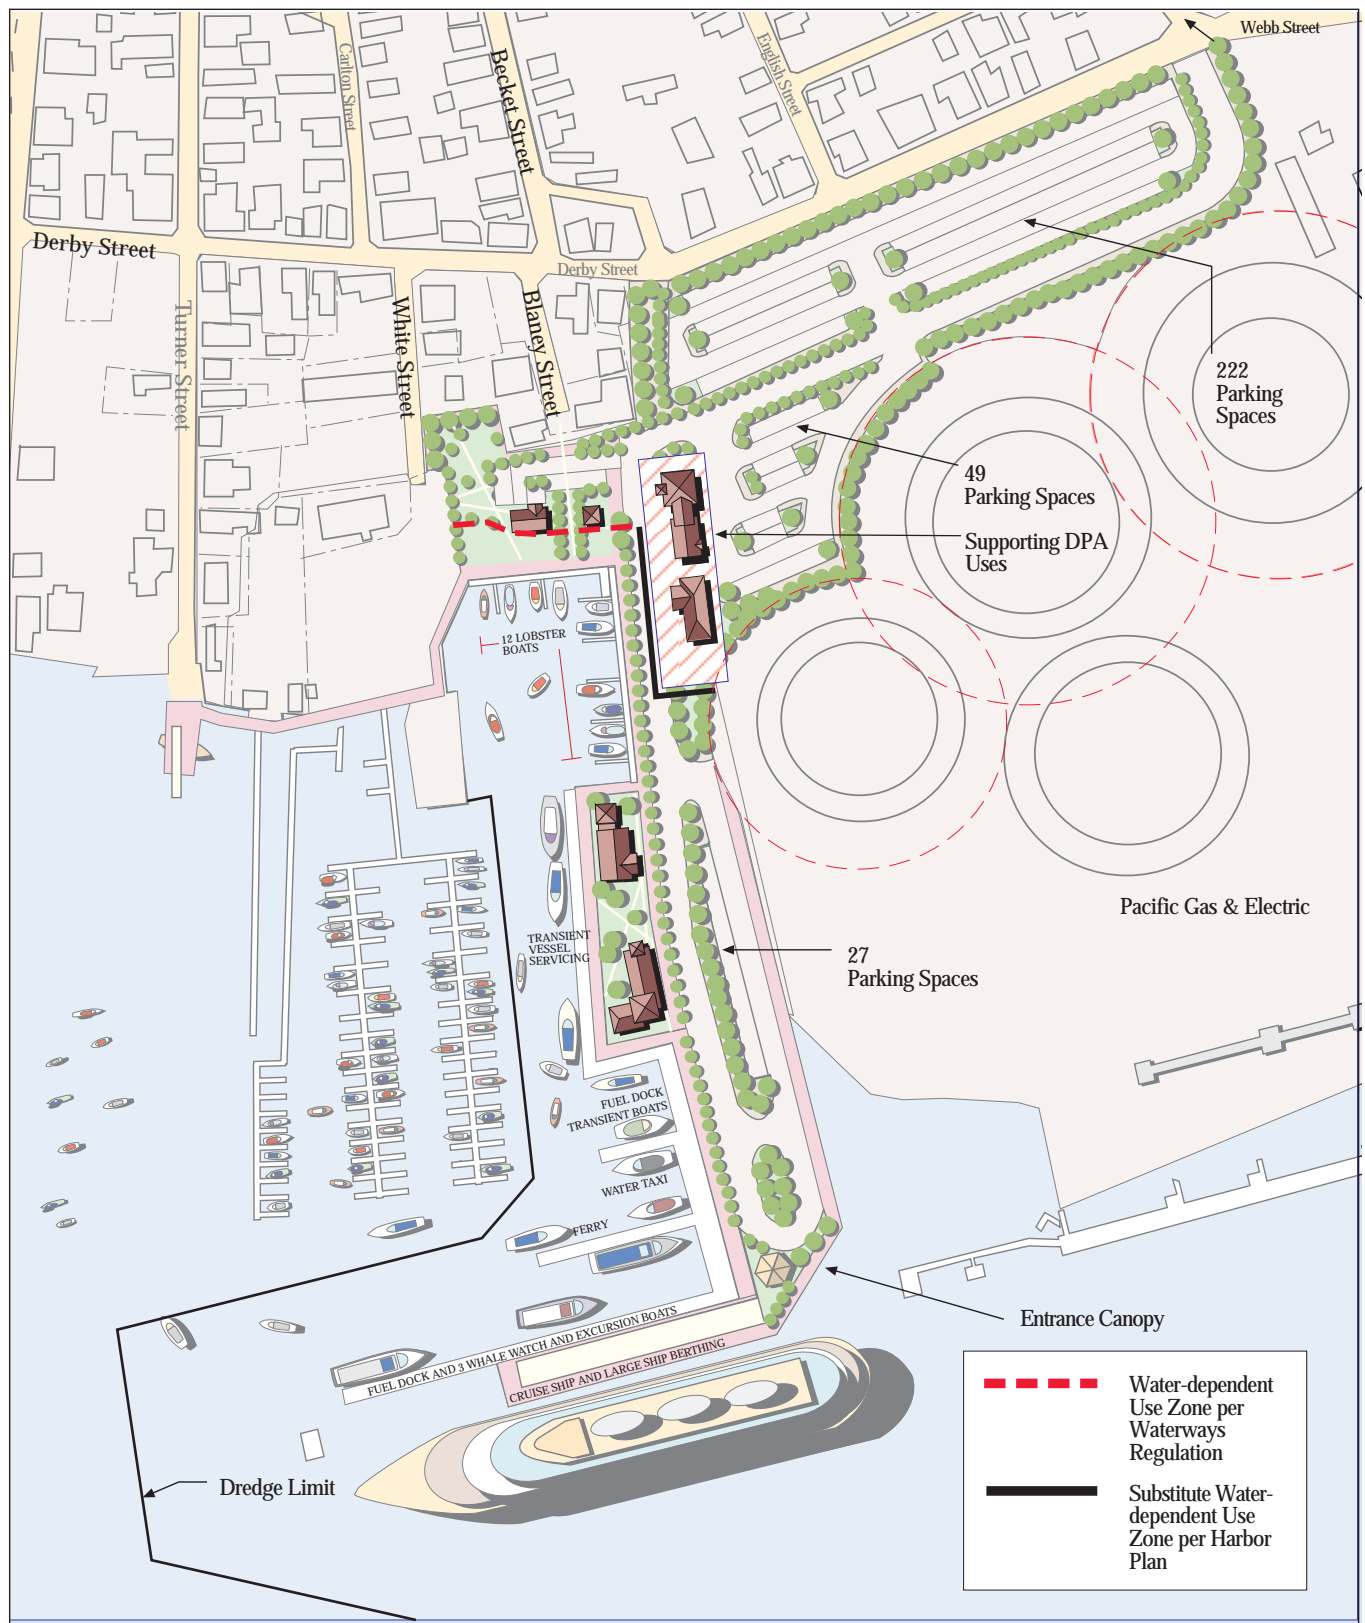 Webb Street
Carlton Street
Becket Street
English Street
Derby Street
Derby Street
Turner Street
White Street
Blaney Street
222
Parking
Spaces
49
Parking Spaces
Supporting DPA
Uses
12 LOBSTER
BOATS
Pacific Gas & Electric
TRANSIENT
VESSEL
SERVICING
27
Parking Spaces
FUEL DOCK
TRANSIENT BOATS
WATER TAXI
FERRY
FUEL DOCK AND 3 WHALE WATCH AND EXCURSION BOATS
CRUISE SHIP AND LARGE SHIP BERTHING
Entrance Canopy
Dredge Limit
Water-dependent
Use Zone per
Waterways
Regulation
Substitute Water-
dependent Use
Zone per Harbor
Plan